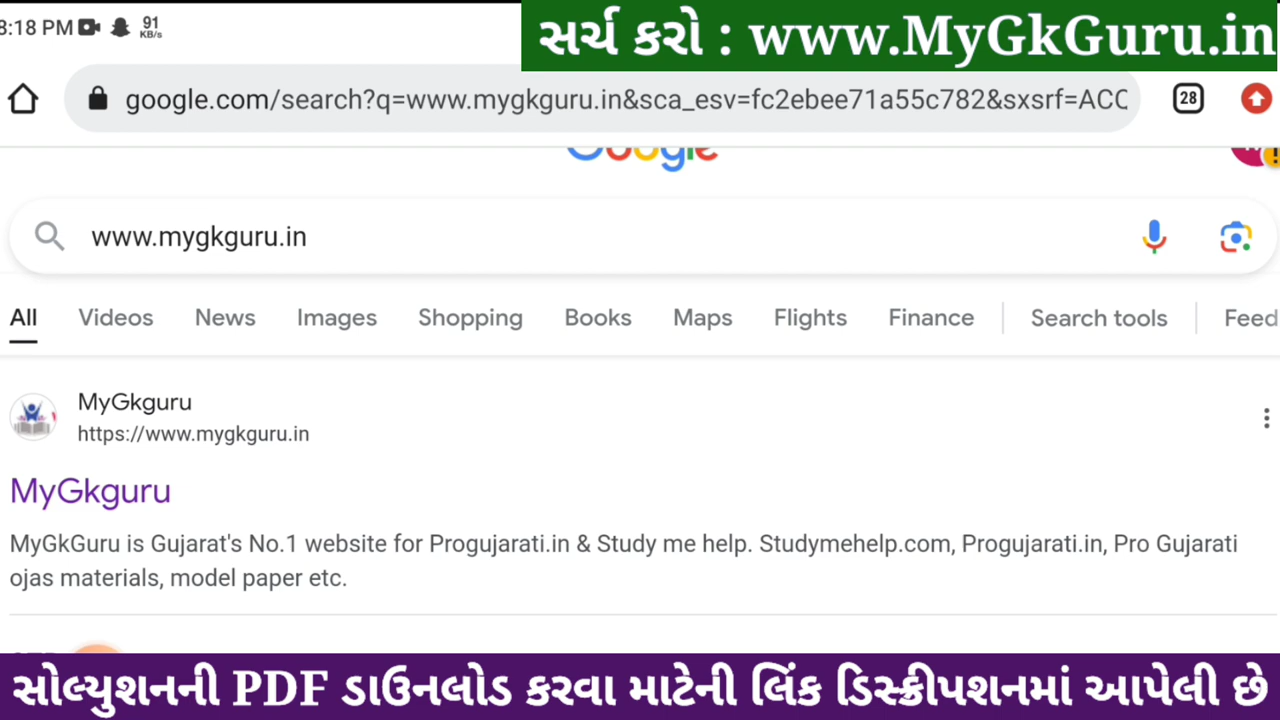 8:18 PM 91 KB/s
સર્ચ કરો : www.MyGkGuru.in
google.com/search?q=www.mygkguru.in&sca_esv=fc2ebee71a55c782&sxsrf=ACC
28
Google
www.mygkguru.in
All Videos News Images Shopping Books Maps Flights Finance Search tools Feed
MyGkguru
https://www.mygkguru.in
MyGkguru
MyGkGuru is Gujarat's No.1 website for Progujarati.in & Study me help. Studymehelp.com, Progujarati.in, Pro Gujarati
ojas materials, model paper etc.
સોલ્યુશનની PDF ડાઉનલોડ કરવા માટેની લિંક ડિસ્ક્રીપશનમાં આપેલી છે